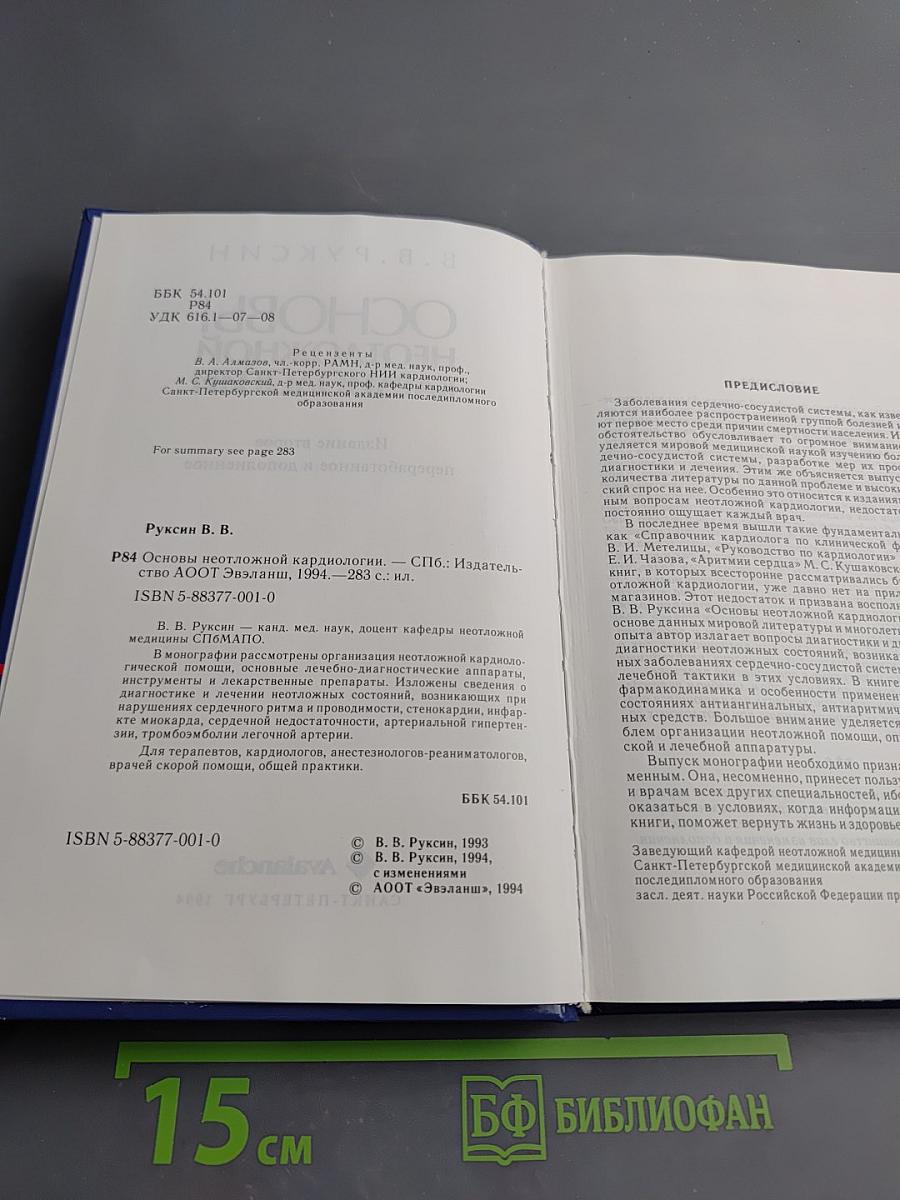 ББК 54.101
Р84
УДК 616.1—07—08
Рецензенты
В. А. Алмазов, чл.-корр. РАМН, д-р мед. наук, проф.,
директор Санкт-Петербургского НИИ кардиологии;
М. С. Кушаковский, д-р мед. наук, проф. кафедры кардиологии
Санкт-Петербургской медицинской академии последипломного
образования
For summary see page 283
Руксин В. В.
Р84 Основы неотложной кардиологии. — СПб.: Издатель-
ство АООТ Эвэланш, 1994.—283 с.: ил.
ISBN 5-88377-001-0
В. В. Руксин — канд. мед. наук, доцент кафедры неотложной
медицины СПбМАПО.
В монографии рассмотрены организация неотложной кардиоло-
гической помощи, основные лечебно-диагностические аппараты,
инструменты и лекарственные препараты. Изложены сведения о
диагностике и лечении неотложных состояний, возникающих при
нарушениях сердечного ритма и проводимости, стенокардии, инфар-
кте миокарда, сердечной недостаточности, артериальной гипертен-
зии, тромбоэмболии легочной артерии.
Для терапевтов, кардиологов, анестезиологов-реаниматологов,
врачей скорой помощи, общей практики.
ББК 54.101
ISBN 5-88377-001-0
© В. В. Руксин, 1993
© В. В. Руксин, 1994,
с изменениями
© АООТ «Эвэланш», 1994
ПРЕДИСЛОВИЕ
Заболевания сердечно-сосудистой системы, как изве
ляются наиболее распространенной группой болезней и
ют первое место среди причин смертности населения. И
обстоятельство обусловливает то огромное внимани
уделяется мировой медицинской наукой изучению бол
дечно-сосудистой системы, разработке мер их про
диагностики и лечения. Этим же объясняется выпус
количества литературы по данной проблеме и высоки
ский спрос на нее. Особенно это относится к изданиям
ным вопросам неотложной кардиологии, недостато
постоянно ощущает каждый врач.
В последнее время вышли такие фундаментал
как «Справочник кардиолога по клинической ф
В. И. Метелицы, «Руководство по кардиологии»
Е. И. Чазова, «Аритмии сердца» М. С. Кушаковск
книг, в которых всесторонне рассматривались б
отложной кардиологии, уже давно нет на прил
магазинов. Этот недостаток и призвана восполн
В. В. Руксина «Основы неотложной кардиолог
основе данных мировой литературы и многолет
опыта автор излагает вопросы диагностики и д
диагностики неотложных состояний, возника
ных заболеваниях сердечно-сосудистой систем
лечебной тактики в этих условиях. В книге
фармакодинамика и особенности применен
состояниях антиангинальных, антиаритмич
ных средств. Большое внимание уделяется
блем организации неотложной помощи, оп
ской и лечебной аппаратуры.
Выпуск монографии необходимо призна
менным. Она, несомненно, принесет пользу
и врачам всех других специальностей, ибо
оказаться в условиях, когда информаци
книги, поможет вернуть жизнь и здоровье
Заведующий кафедрой неотложной медицины
Санкт-Петербургской медицинской академи
последипломного образования
засл. деят. науки Российской Федерации пр
15 см
БФ БИБЛИОФАН